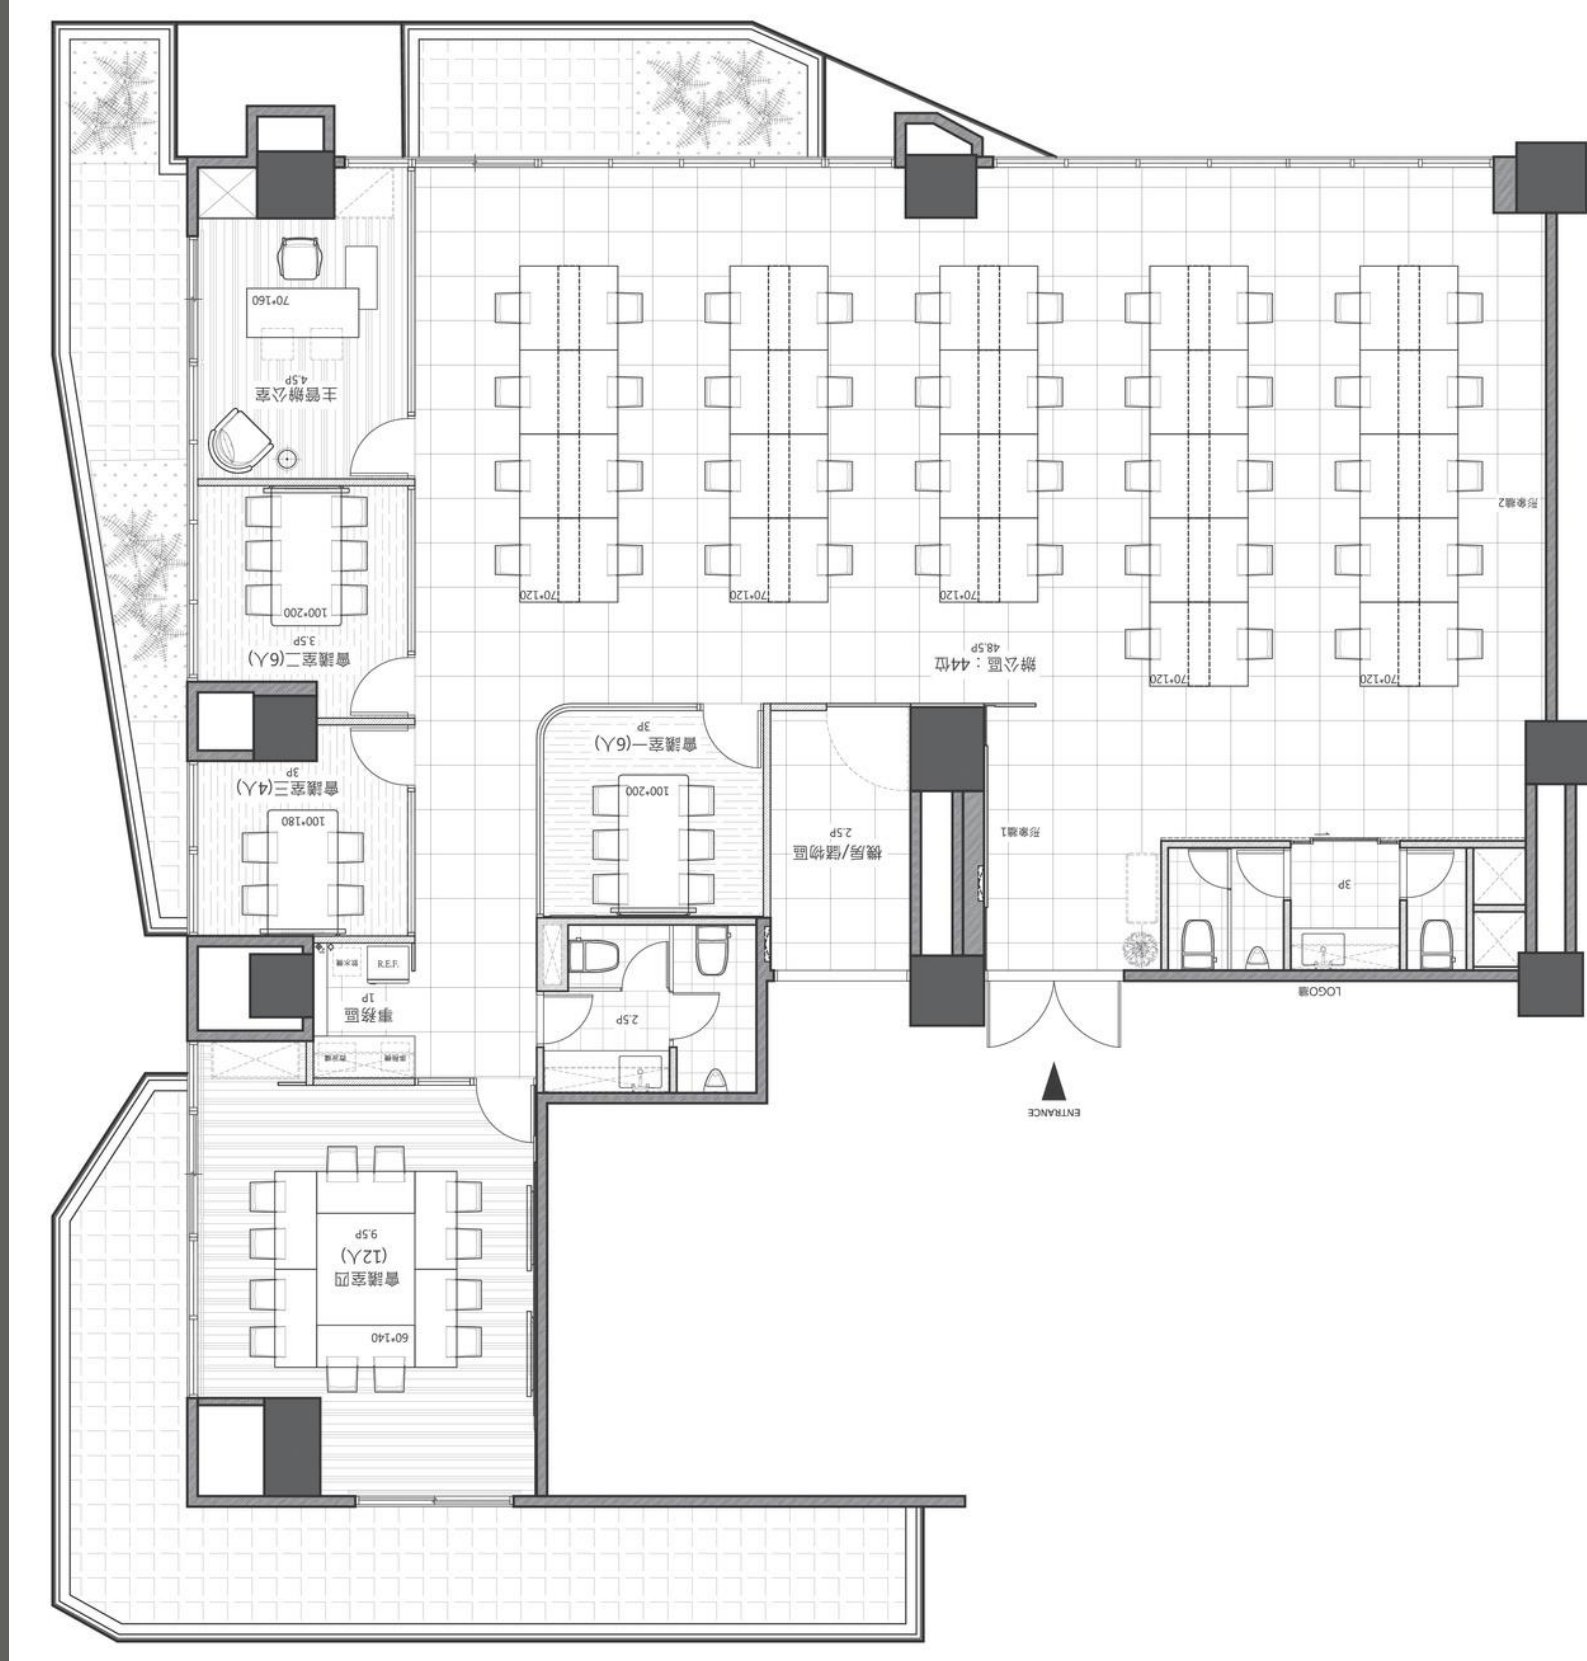 60*140
會議室四
(12人)
9.5P
ENTRANCE
LOGO牆
2.5P
事務區
1P
R.E.F.
飲水機
3P
形象牆1
機房/儲物區
2.5P
100*200
會議室一(6人)
3P
100*180
會議室三(4人)
3P
70*120
70*120
辦公區：44位
48.5P
會議室二(6人)
3.5P
100*200
70*120
70*120
70*120
形象牆2
主管辦公室
4.5P
70*160